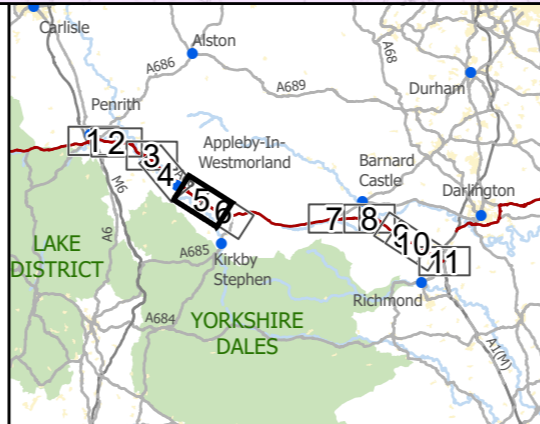 Carlisle
Alston
A686
A689
A68
Durham
Penrith
1 2
3
4
Appleby-In-
Westmorland
5
6
Barnard
Castle
Darlington
7
8
9
10
11
M6
A6
LAKE
DISTRICT
A685
Kirkby
Stephen
A684
YORKSHIRE
DALES
Richmond
A1(M)